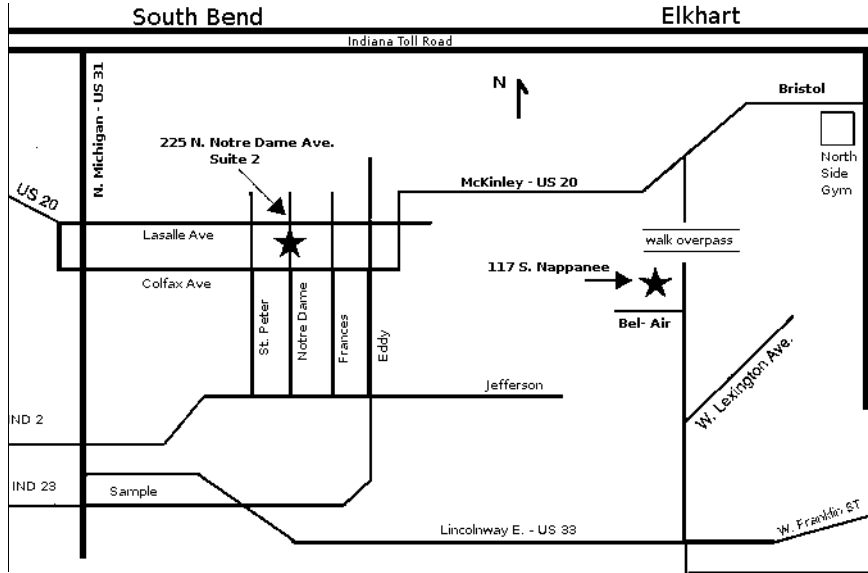 South Bend
Elkhart
Indiana Toll Road
N. Michigan - US 31
N
Bristol
225 N. Notre Dame Ave.
Suite 2
North
Side
Gym
McKinley - US 20
US 20
Lasalle Ave
walk overpass
117 S. Nappanee
Colfax Ave
St. Peter
Notre Dame
Frances
Eddy
Bel- Air
W. Lexington Ave.
Jefferson
IND 2
IND 23
Sample
Lincolnway E. - US 33
W. Franklin ST